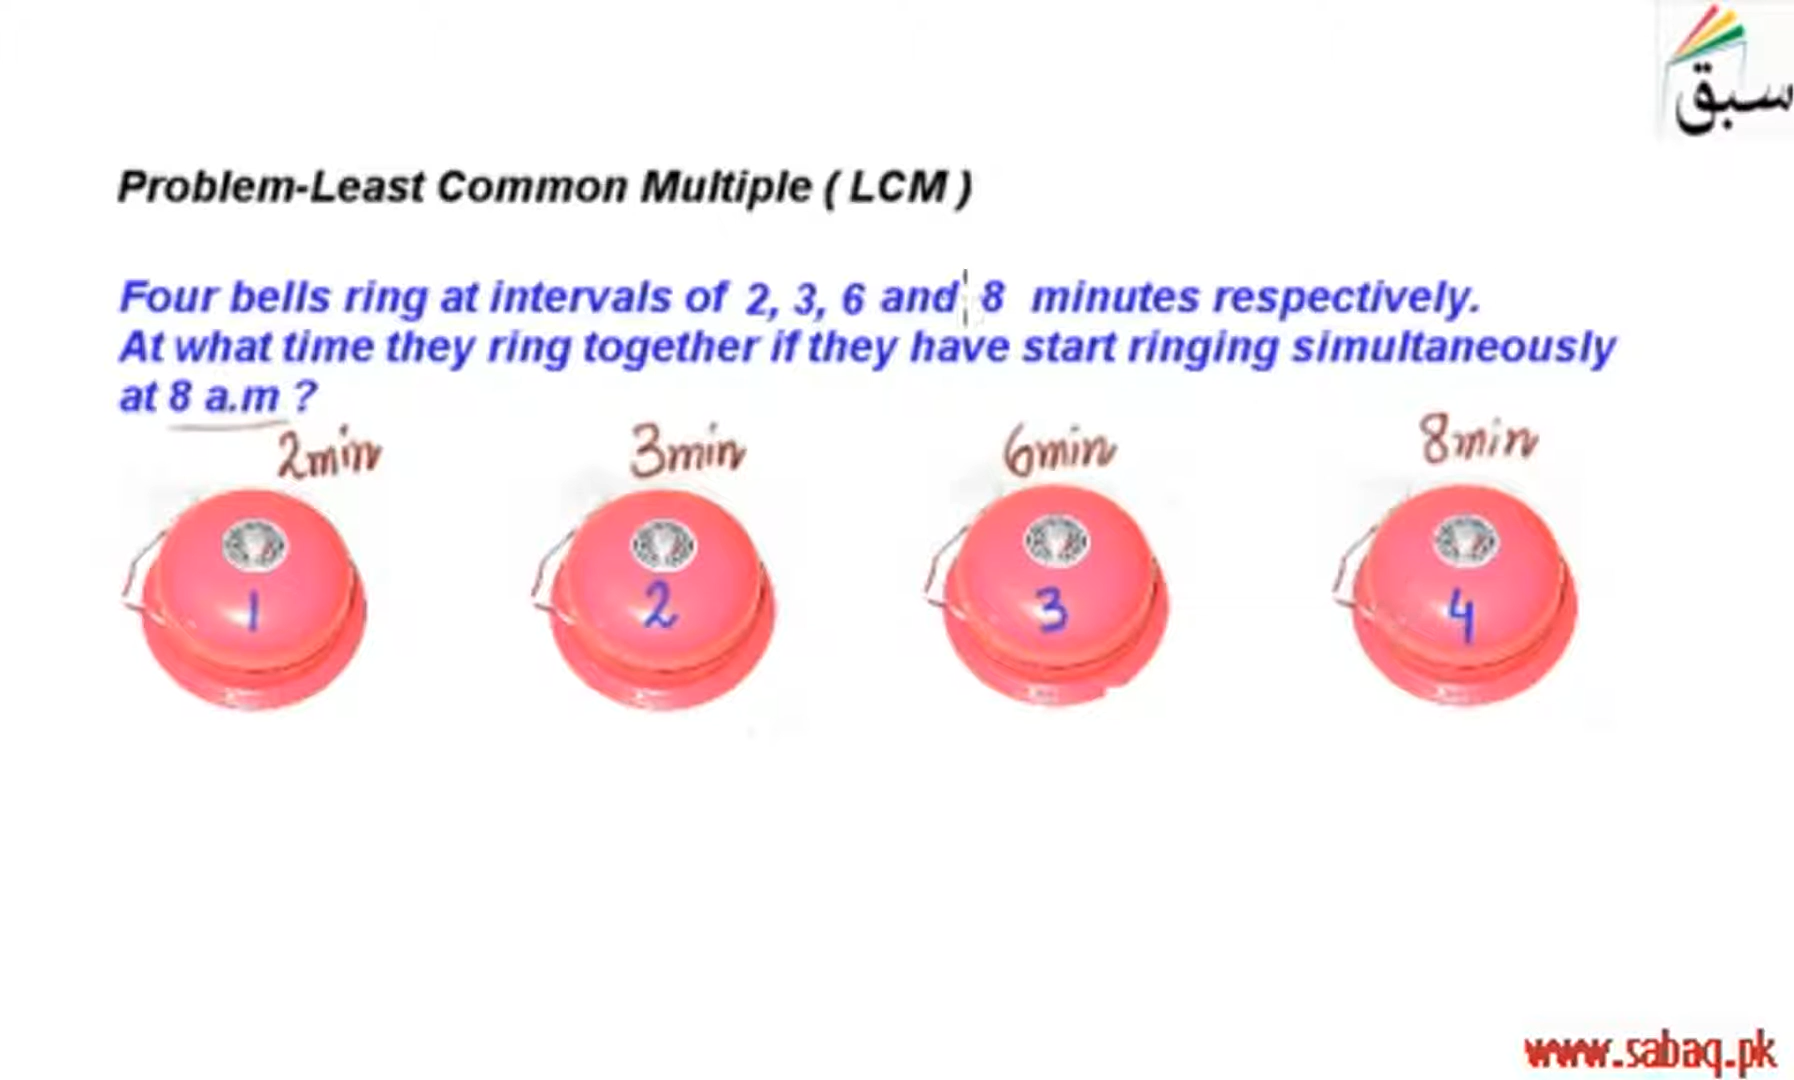 سبق
Problem-Least Common Multiple ( LCM )
Four bells ring at intervals of 2, 3, 6 and 8 minutes respectively.
At what time they ring together if they have start ringing simultaneously
at 8 a.m ?
2min 3min 6min 8min
1 2 3 4
www.sabaq.pk